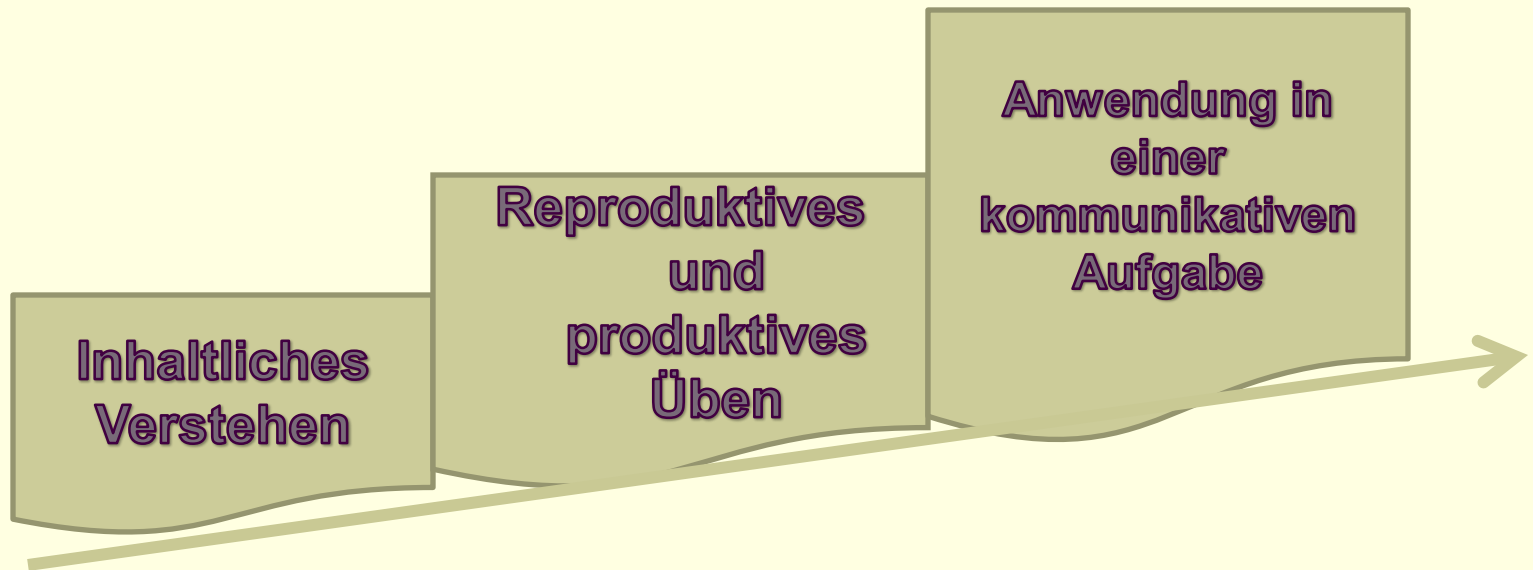 Inhaltliches
Verstehen
Reproduktives
und
produktives
Üben
Anwendung in
einer
kommunikativen
Aufgabe